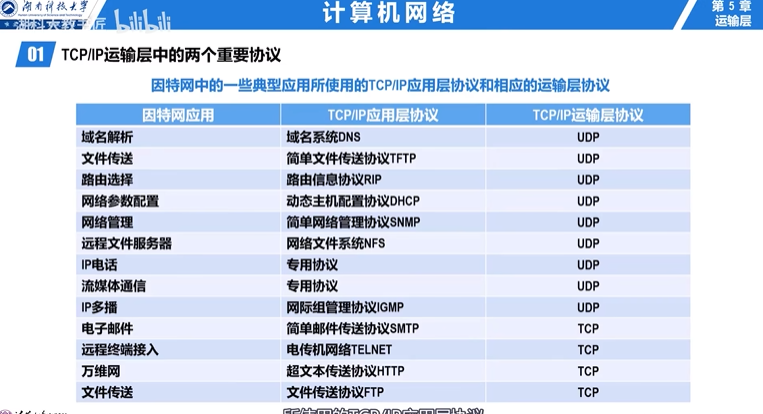 湖南科技大学
bilibili
计算机网络
第 5 章
运输层
01 TCP/IP运输层中的两个重要协议
因特网中的一些典型应用所使用的TCP/IP应用层协议和相应的运输层协议
因特网应用 TCP/IP应用层协议 TCP/IP运输层协议
域名解析 域名系统DNS UDP
文件传送 简单文件传送协议TFTP UDP
路由选择 路由信息协议RIP UDP
网络参数配置 动态主机配置协议DHCP UDP
网络管理 简单网络管理协议SNMP UDP
远程文件服务器 网络文件系统NFS UDP
IP电话 专用协议 UDP
流媒体通信 专用协议 UDP
IP多播 网际组管理协议IGMP UDP
电子邮件 简单邮件传送协议SMTP TCP
远程终端接入 电传机网络TELNET TCP
万维网 超文本传送协议HTTP TCP
文件传送 文件传送协议FTP TCP
所使用的TCP/IP应用层协议